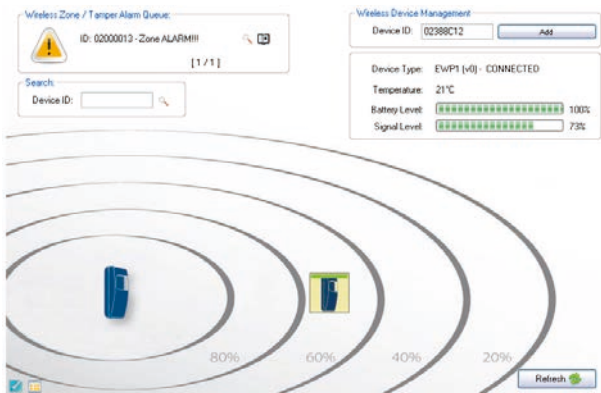 Wireless Zone / Tamper Alarm Queue:
ID: 02000013 - Zone ALARM!!!
[1/1]
Search:
Device ID:
Wireless Device Management
Device ID: 02388C12 Add
Device Type: EWP1 (v0) - CONNECTED
Temperature: 21°C
Battery Level: 100%
Signal Level: 73%
80% 60% 40% 20%
Refresh